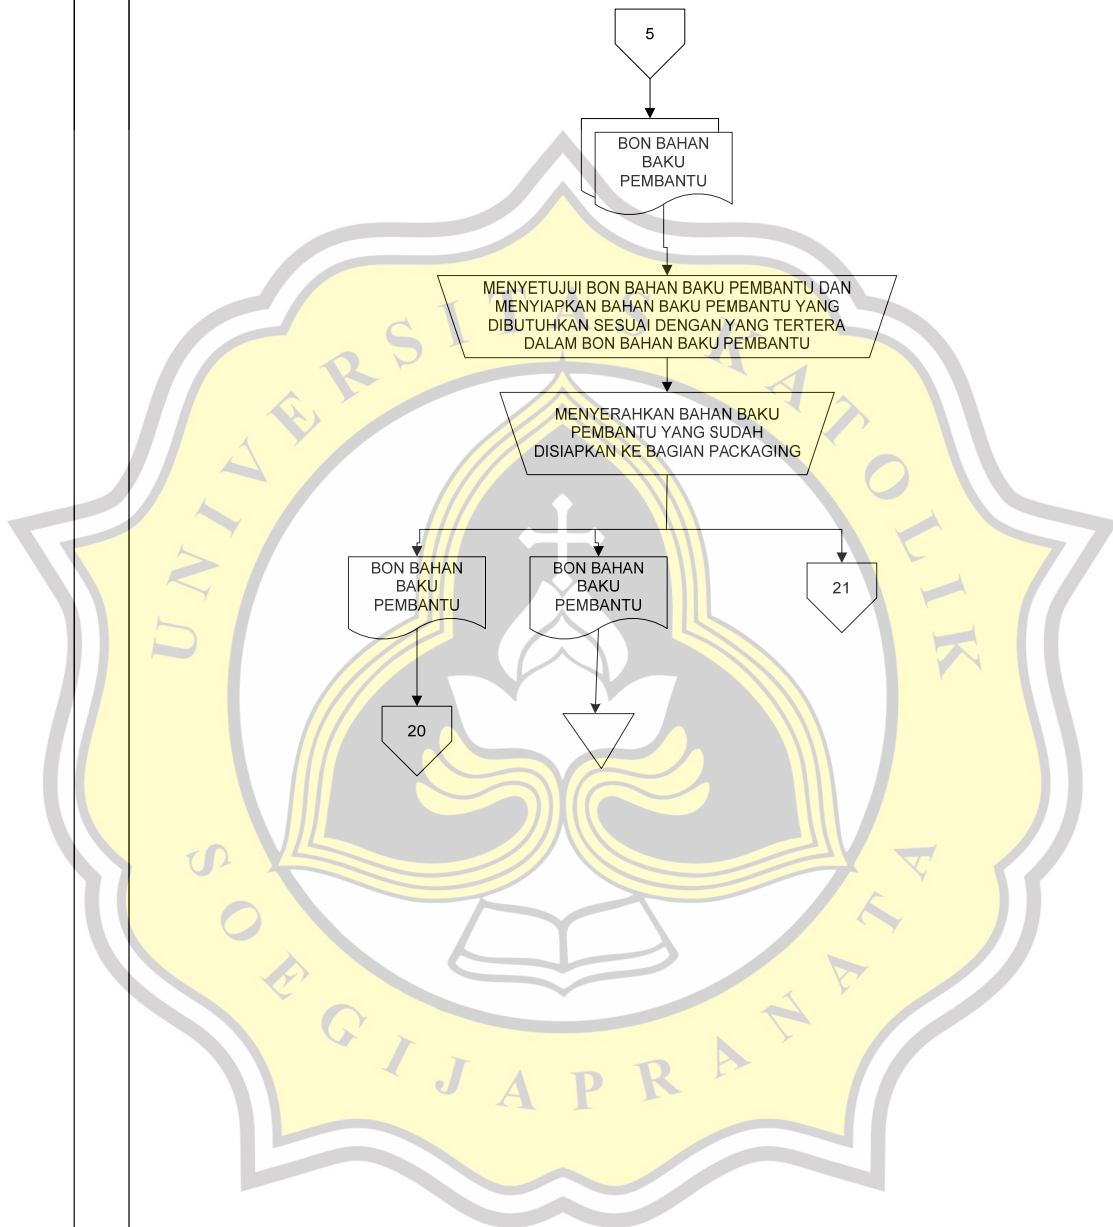 5
BON BAHAN
BAKU
PEMBANTU
MENYETUJUI BON BAHAN BAKU PEMBANTU DAN
MENYIAPKAN BAHAN BAKU PEMBANTU YANG
DIBUTUHKAN SESUAI DENGAN YANG TERTERA
DALAM BON BAHAN BAKU PEMBANTU
MENYERAHKAN BAHAN BAKU
PEMBANTU YANG SUDAH
DISIAPKAN KE BAGIAN PACKAGING
BON BAHAN
BAKU
PEMBANTU
BON BAHAN
BAKU
PEMBANTU
21
20
UNIVERSITAS KATOLIK
SOEGIJAPRANATA